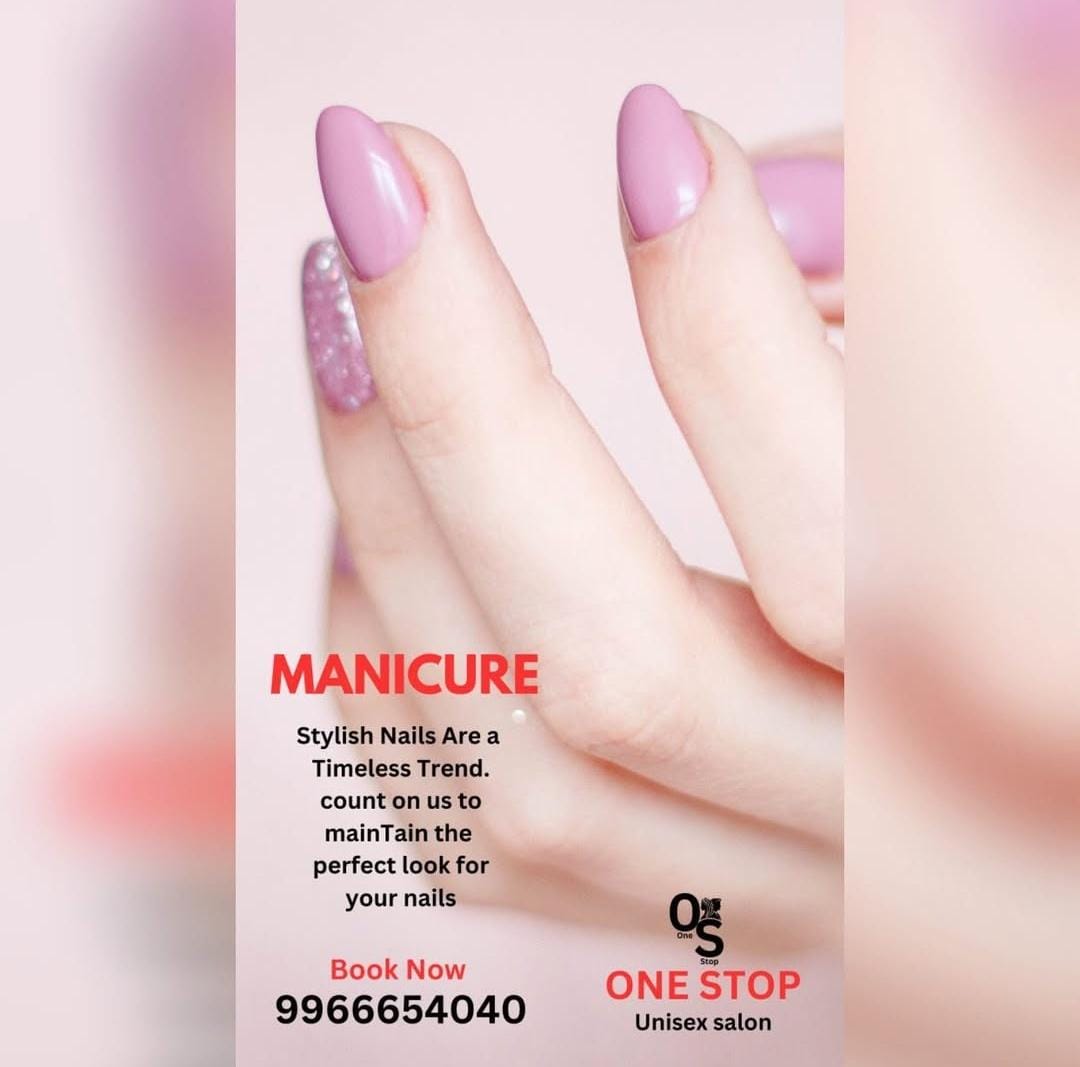 MANICURE
Stylish Nails Are a
Timeless Trend.
count on us to
mainTain the
perfect look for
your nails
Book Now
9966654040
OS
One
Stop
ONE STOP
Unisex salon